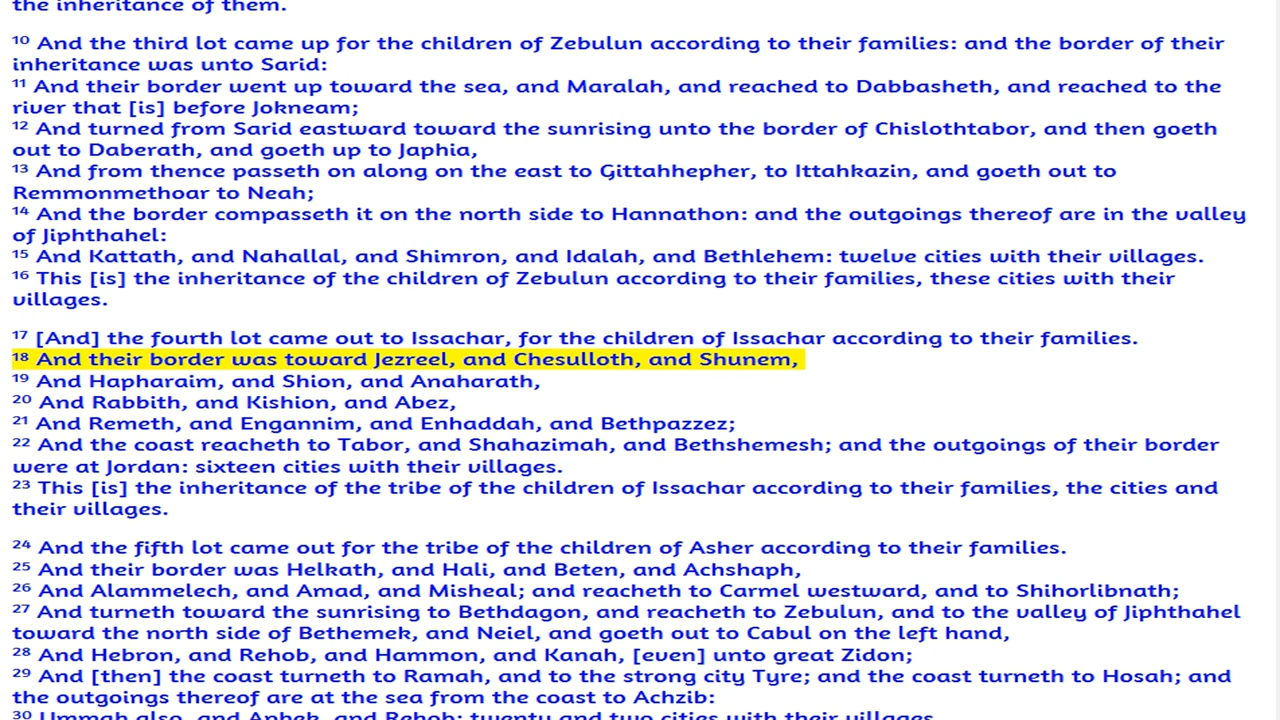 the inheritance of them.
¹⁰ And the third lot came up for the children of Zebulun according to their families: and the border of their
inheritance was unto Sarid:
¹¹ And their border went up toward the sea, and Maralah, and reached to Dabbasheth, and reached to the
river that [is] before Jokneam;
¹² And turned from Sarid eastward toward the sunrising unto the border of Chislothtabor, and then goeth
out to Daberath, and goeth up to Japhia,
¹³ And from thence passeth on along on the east to Gittahhepher, to Ittahkazin, and goeth out to
Remmonmethoar to Neah;
¹⁴ And the border compasseth it on the north side to Hannathon: and the outgoings thereof are in the valley
of Jiphthahel:
¹⁵ And Kattath, and Nahallal, and Shimron, and Idalah, and Bethlehem: twelve cities with their villages.
¹⁶ This [is] the inheritance of the children of Zebulun according to their families, these cities with their
villages.
¹⁷ [And] the fourth lot came out to Issachar, for the children of Issachar according to their families.
¹⁸ And their border was toward Jezreel, and Chesulloth, and Shunem,
¹⁹ And Hapharaim, and Shion, and Anaharath,
²⁰ And Rabbith, and Kishion, and Abez,
²¹ And Remeth, and Engannim, and Enhaddah, and Bethpazzez;
²² And the coast reacheth to Tabor, and Shahazimah, and Bethshemesh; and the outgoings of their border
were at Jordan: sixteen cities with their villages.
²³ This [is] the inheritance of the tribe of the children of Issachar according to their families, the cities and
their villages.
²⁴ And the fifth lot came out for the tribe of the children of Asher according to their families.
²⁵ And their border was Helkath, and Hali, and Beten, and Achshaph,
²⁶ And Alammelech, and Amad, and Misheal; and reacheth to Carmel westward, and to Shihorlibnath;
²⁷ And turneth toward the sunrising to Bethdagon, and reacheth to Zebulun, and to the valley of Jiphthahel
toward the north side of Bethemek, and Neiel, and goeth out to Cabul on the left hand,
²⁸ And Hebron, and Rehob, and Hammon, and Kanah, [even] unto great Zidon;
²⁹ And [then] the coast turneth to Ramah, and to the strong city Tyre; and the coast turneth to Hosah; and
the outgoings thereof are at the sea from the coast to Achzib:
³⁰ Ummah also, and Aphek, and Rehob: twenty and two cities with their villages.